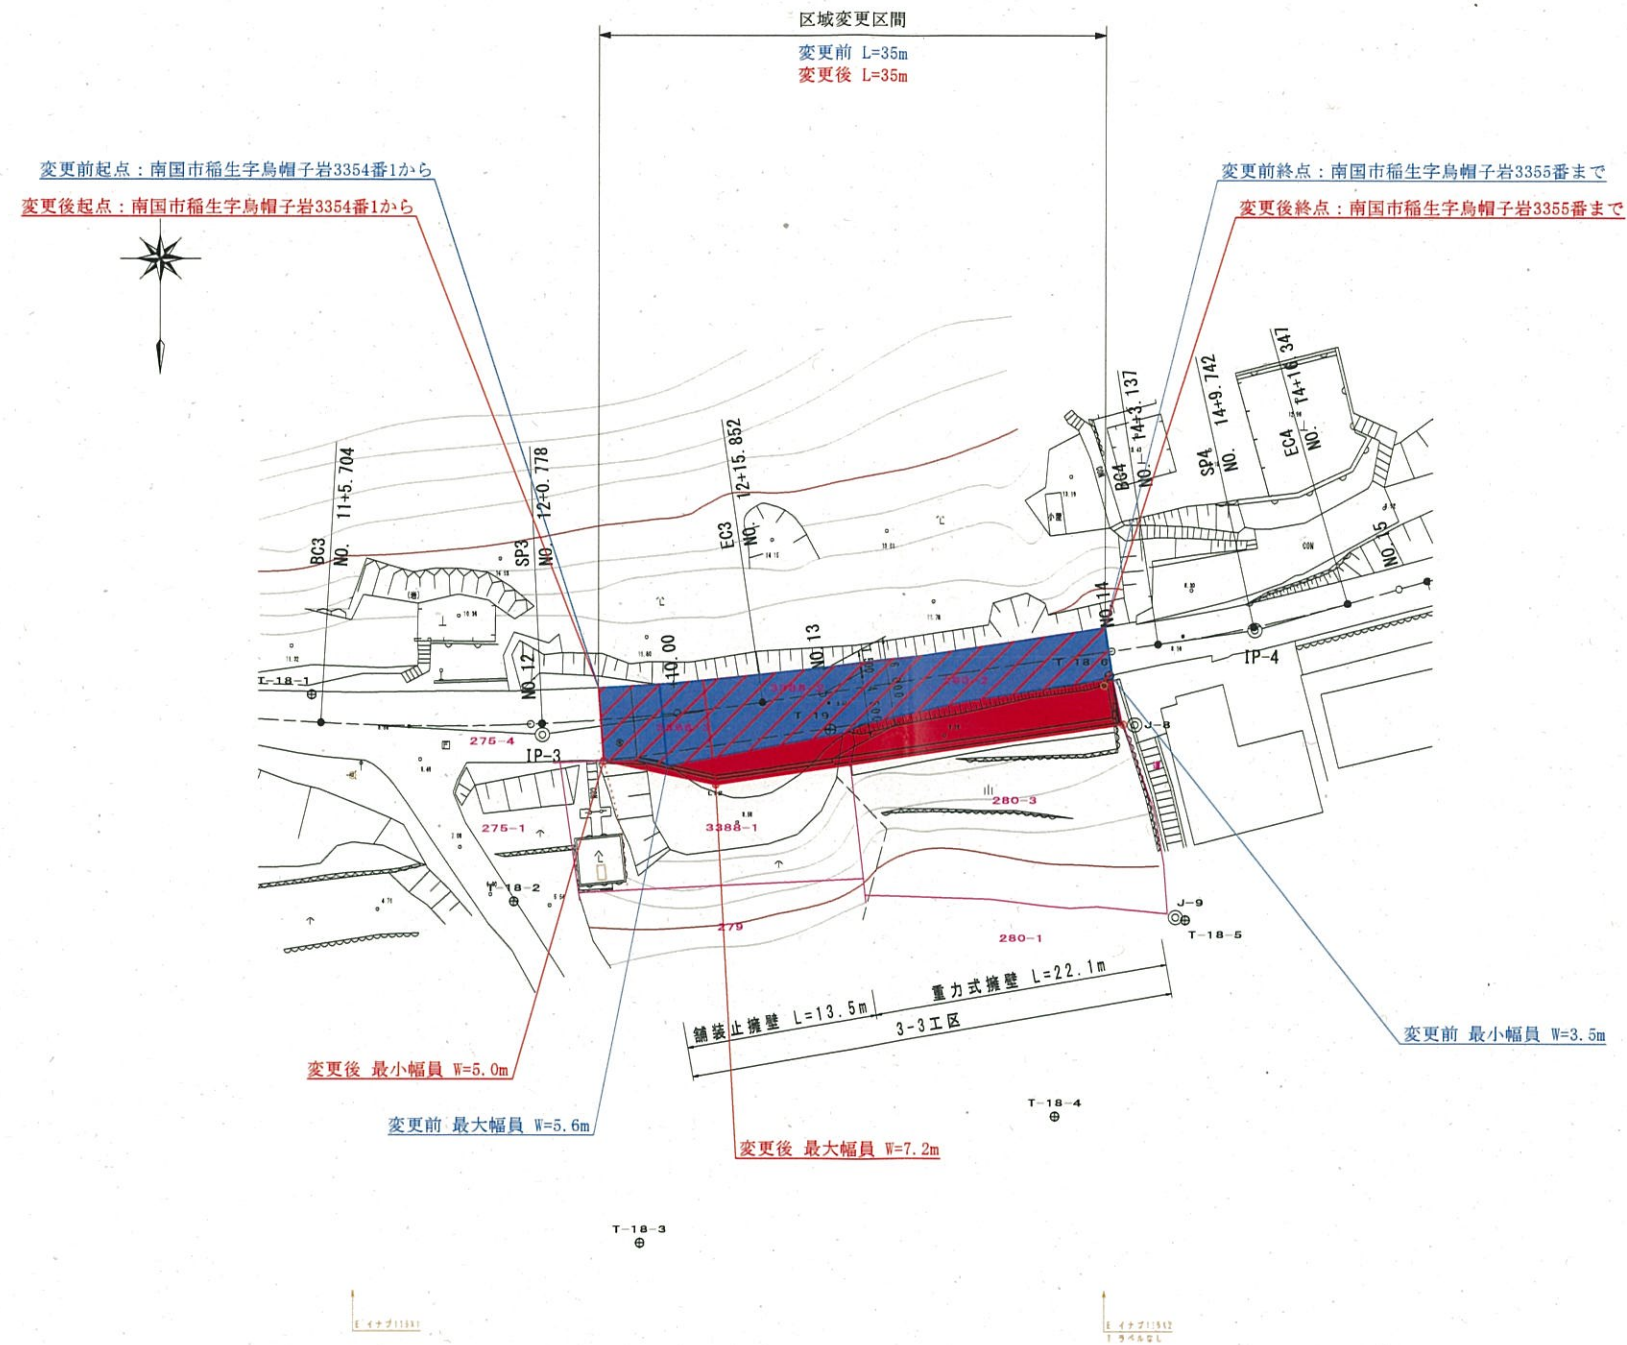 区域変更区間
変更前 L=35m
変更後 L=35m
変更前起点：南国市稲生字烏帽子岩3354番1から
変更後起点：南国市稲生字烏帽子岩3354番1から
変更前終点：南国市稲生字烏帽子岩3355番まで
変更後終点：南国市稲生字烏帽子岩3355番まで
BC3
NO. 11+5.704
SP3
NO. 12+0.778
EC3
NO. 12+15.852
BC4
NO. 14+3.137
SP4
NO. 14+9.742
EC4
NO. 14+16.347
小屋
CON
NO.15
NO.14
NO.13
+10.00
NO.12
T-18-1
IP-4
IP-3
T-19
J-8
275-4
275-1
3388-1
280-3
山
T-18-2
279
280-1
J-9
T-18-5
重力式擁壁 L=22.1m
舗装止擁壁 L=13.5m
3-3工区
変更前 最小幅員 W=3.5m
変更後 最小幅員 W=5.0m
変更前 最大幅員 W=5.6m
変更後 最大幅員 W=7.2m
T-18-4
T-18-3